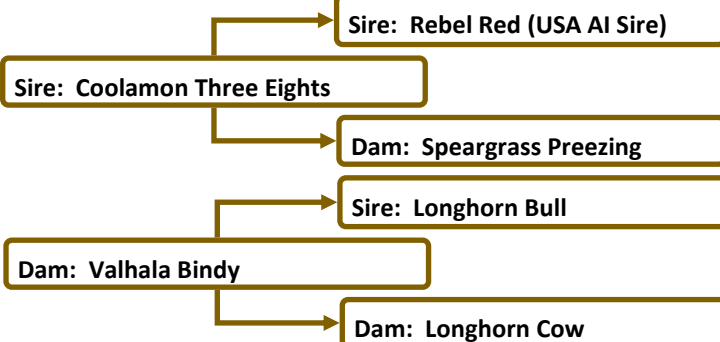 Sire: Rebel Red (USA AI Sire)
Sire: Coolamon Three Eights
Dam: Speargrass Preezing
Sire: Longhorn Bull
Dam: Valhala Bindy
Dam: Longhorn Cow